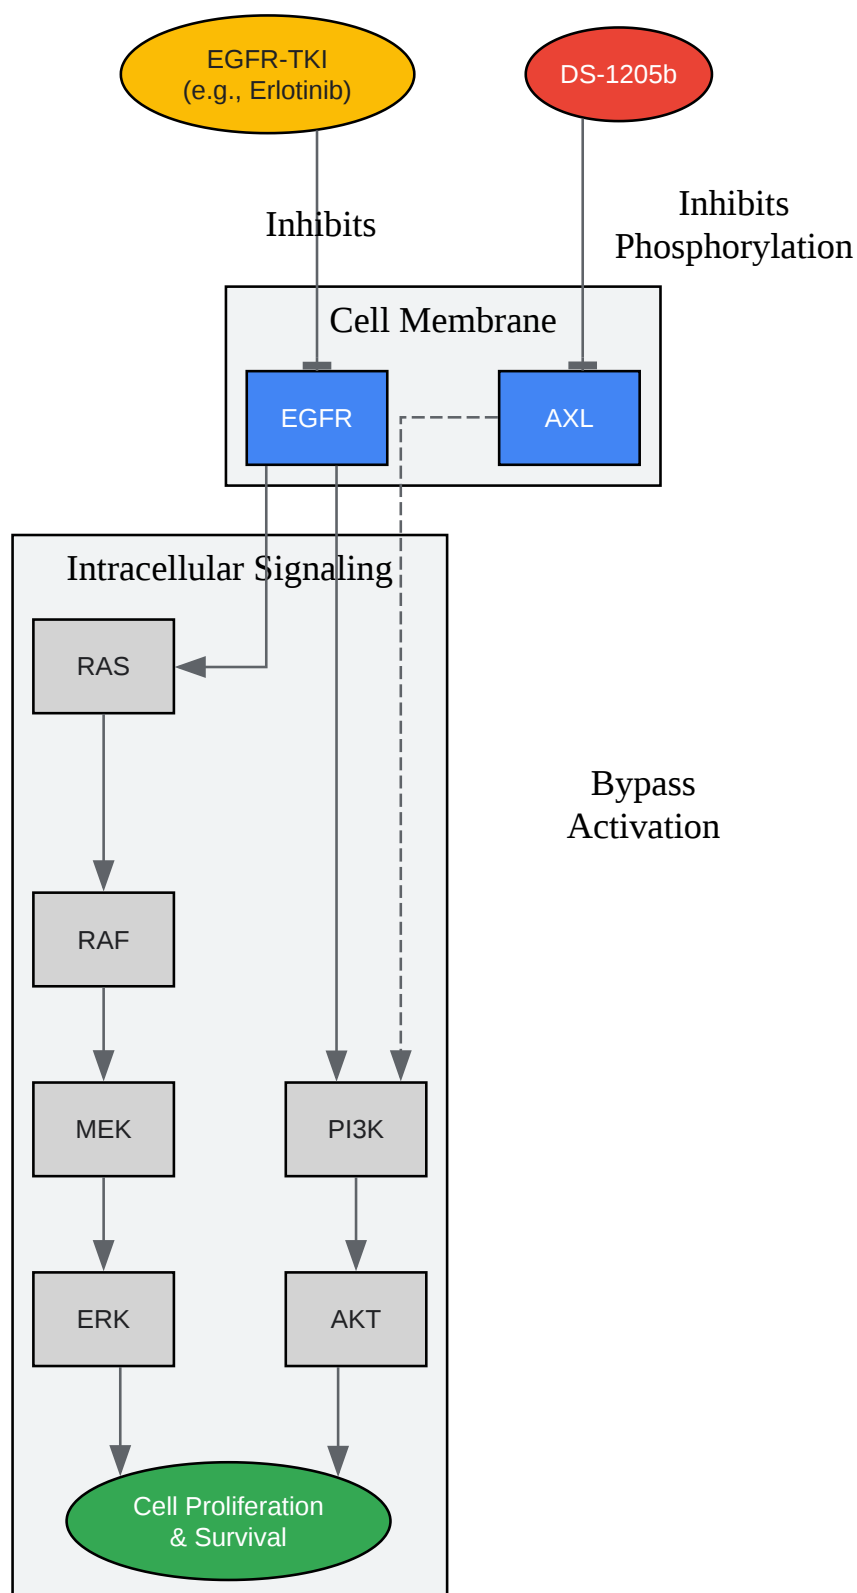 EGFR-TKI
(e.g., Erlotinib)
DS-1205b
Inhibits
Inhibits
Phosphorylation
Cell Membrane
EGFR
AXL
Intracellular Signaling
RAS
Bypass
Activation
RAF
MEK
PI3K
ERK
AKT
Cell Proliferation
& Survival